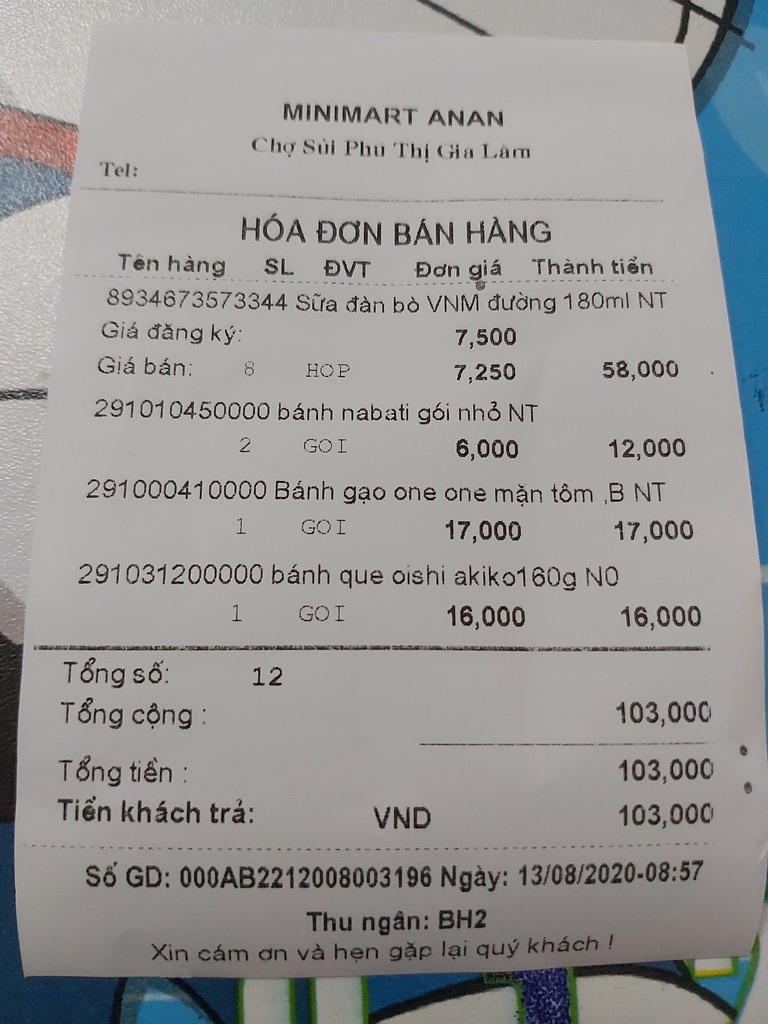 MINIMART ANAN
Chợ Sủi Phú Thị Gia Lâm
Tel:
HÓA ĐƠN BÁN HÀNG
Tên hàng SL ĐVT Đơn giá Thành tiền
8934673573344 Sữa đàn bò VNM đường 180ml NT
Giá đăng ký: 7,500
Giá bán: 8 HOP 7,250 58,000
291010450000 bánh nabati gói nhỏ NT
2 GOI 6,000 12,000
291000410000 Bánh gạo one one mặn tôm ,B NT
1 GOI 17,000 17,000
291031200000 bánh que oishi akiko160g N0
1 GOI 16,000 16,000
Tổng số: 12
Tổng cộng : 103,000
Tổng tiền : 103,000
Tiền khách trả: VND 103,000
Số GD: 000AB2212008003196 Ngày: 13/08/2020-08:57
Thu ngân: BH2
Xin cám ơn và hẹn gặp lại quý khách !